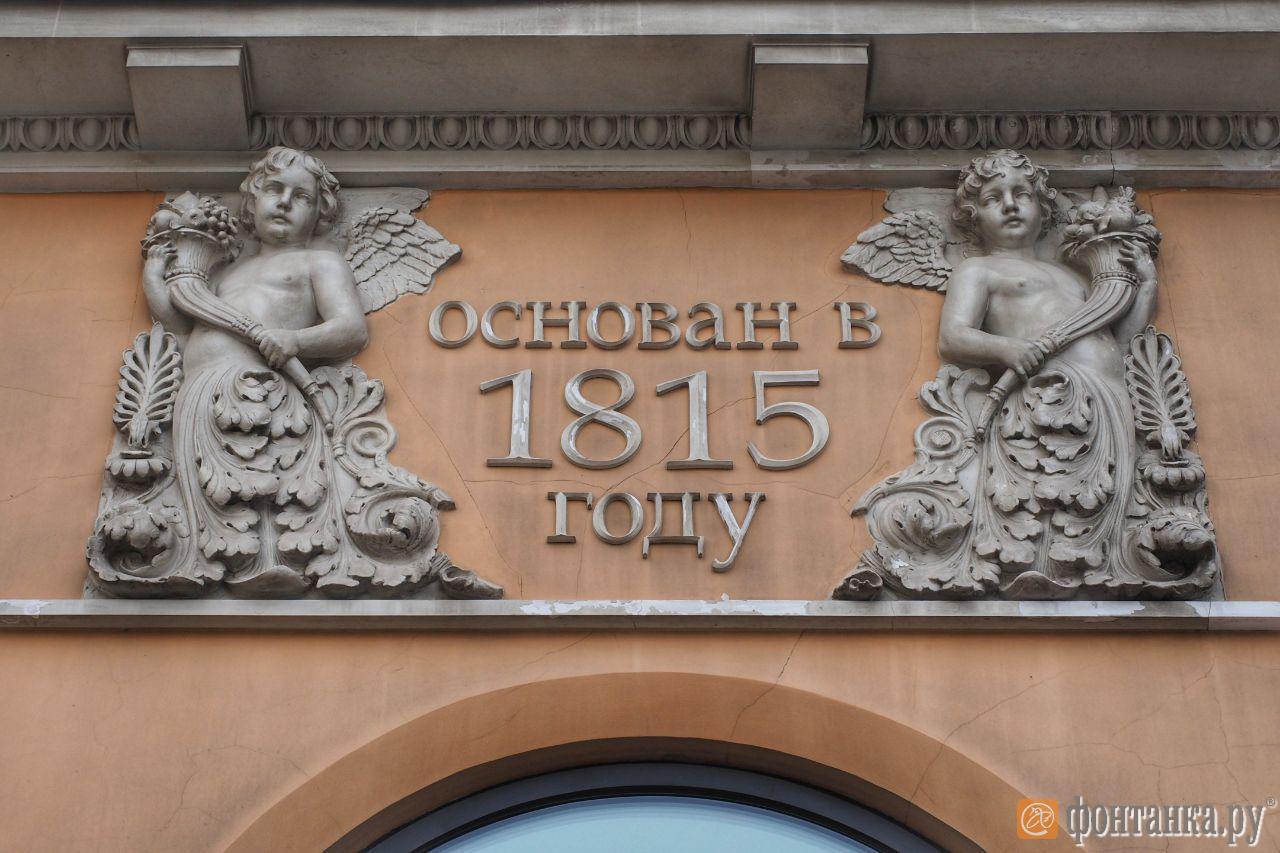 основан в
1815
году
фонтанка.ру®